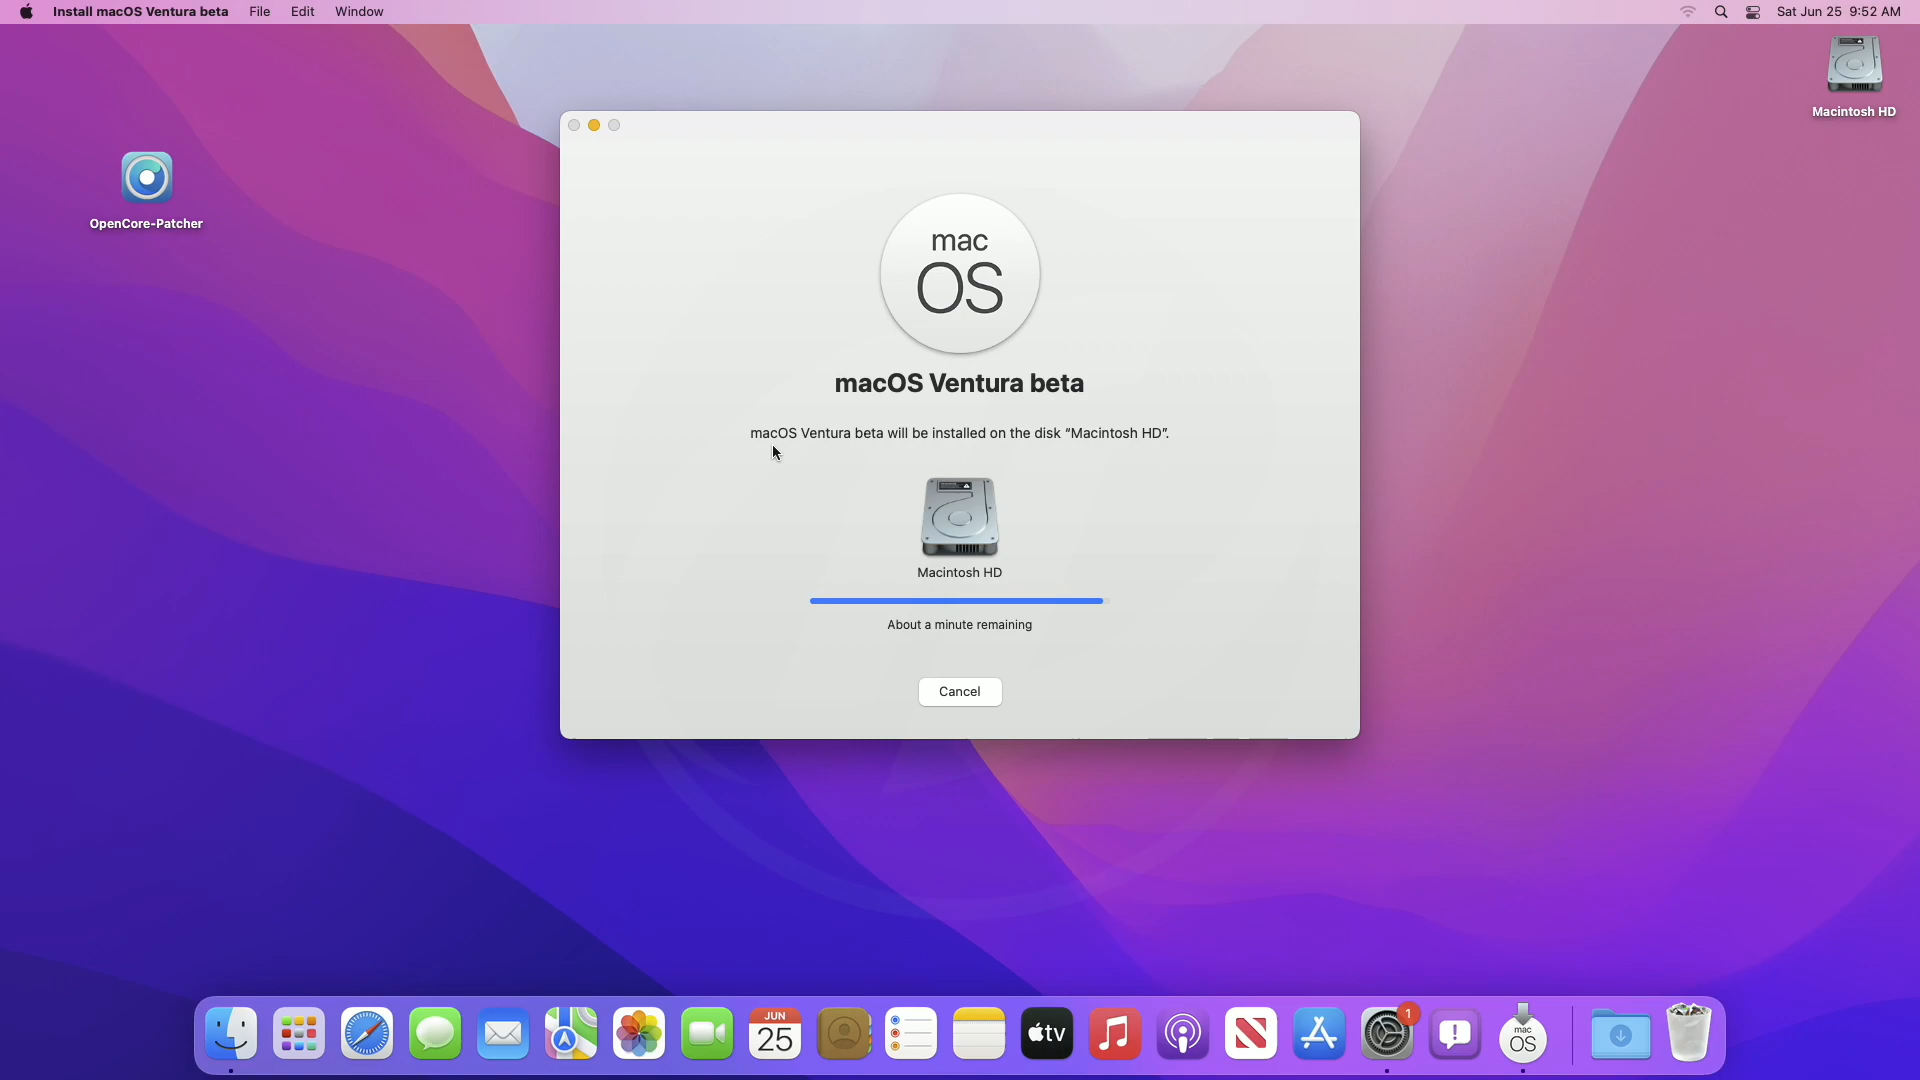 Install macOS Ventura beta File Edit Window Sat Jun 25 9:52 AM
Macintosh HD
OpenCore-Patcher
mac
OS
macOS Ventura beta
macOS Ventura beta will be installed on the disk “Macintosh HD”.
Macintosh HD
About a minute remaining
Cancel
JUN
25
tv
1
mac
OS